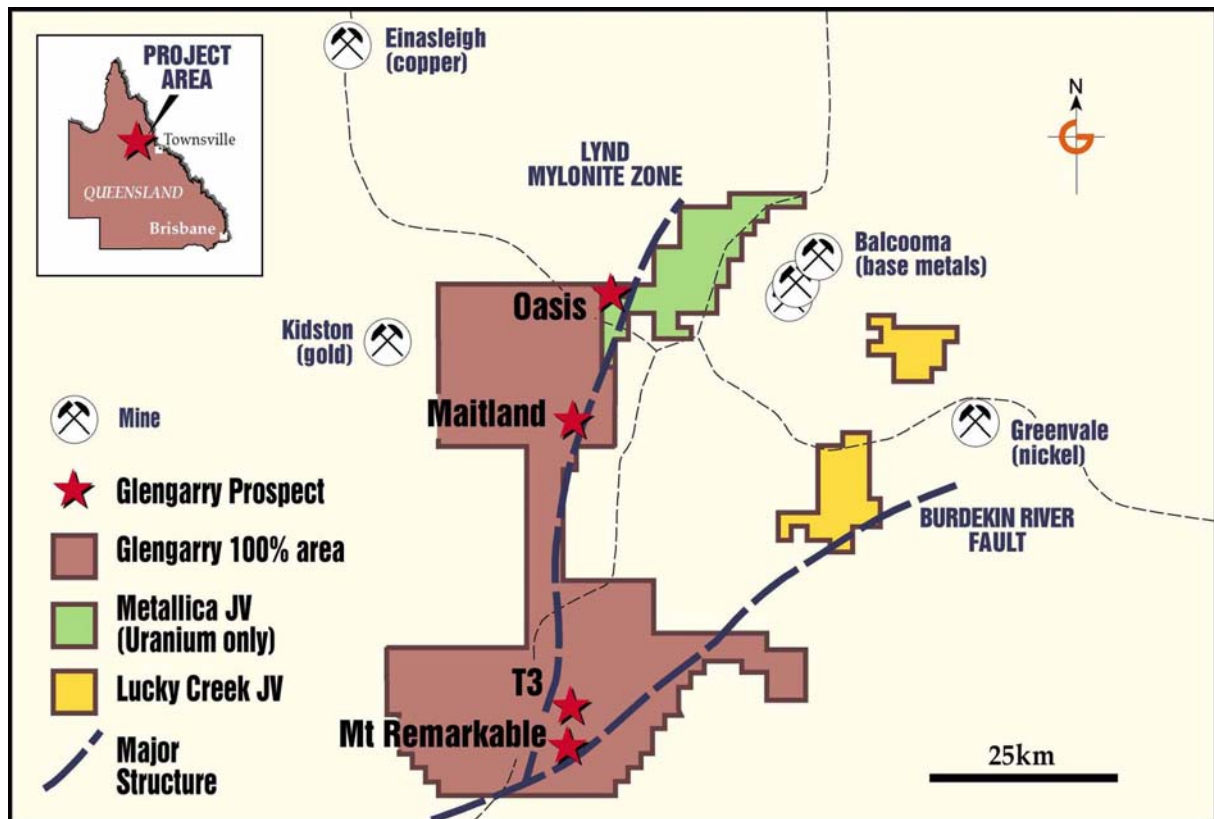 PROJECT
AREA
Townsville
QUEENSLAND
Brisbane
Einasleigh
(copper)
N
LYND
MYLONITE ZONE
Balcooma
(base metals)
Oasis
Kidston
(gold)
Maitland
Greenvale
(nickel)
BURDEKIN RIVER
FAULT
T3
Mt Remarkable
Mine
Glengarry Prospect
Glengarry 100% area
Metallica JV
(Uranium only)
Lucky Creek JV
Major
Structure
25km